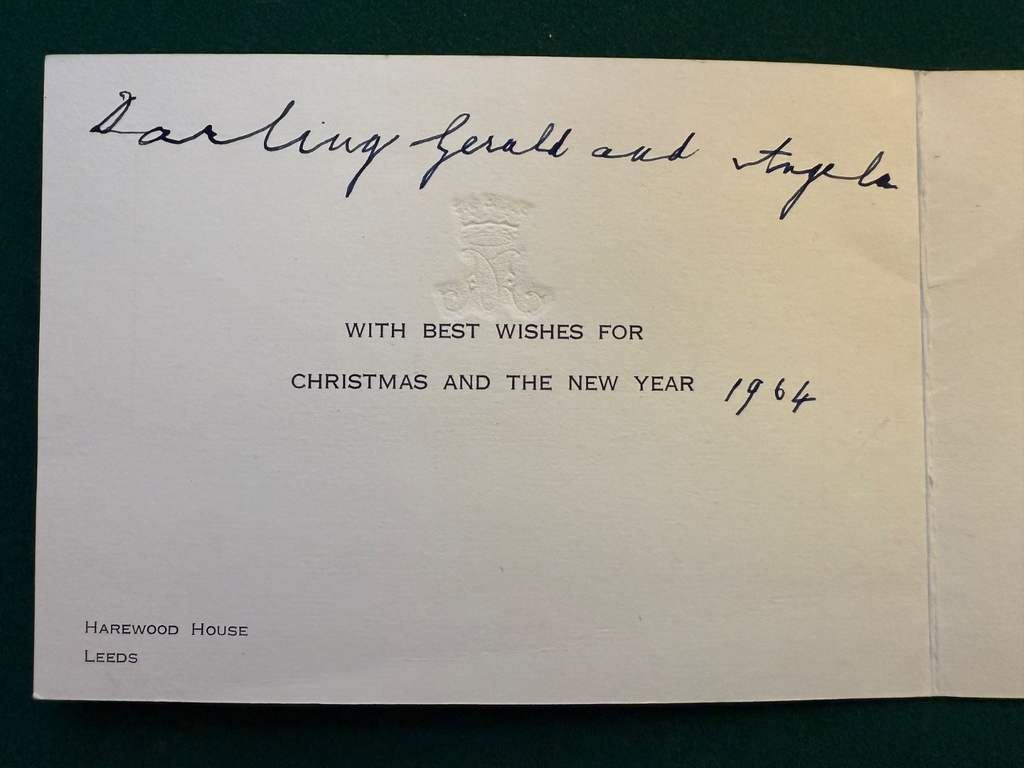 Darling Gerald and Angela
WITH BEST WISHES FOR
CHRISTMAS AND THE NEW YEAR 1964
HAREWOOD HOUSE
LEEDS